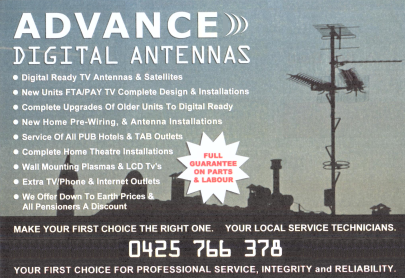 ADVANCE
DIGITAL ANTENNAS
Digital Ready TV Antennas & Satellites
New Units FTA/PAY TV Complete Design & Installations
Complete Upgrades Of Older Units To Digital Ready
New Home Pre-Wiring, & Antenna Installations
Service Of All PUB Hotels & TAB Outlets
Complete Home Theatre Installations
Wall Mounting Plasmas & LCD Tv's
Extra TV/Phone & Internet Outlets
We Offer Down To Earth Prices &
All Pensioners A Discount
FULL
GUARANTEE
ON PARTS
& LABOUR
MAKE YOUR FIRST CHOICE THE RIGHT ONE. YOUR LOCAL SERVICE TECHNICIANS.
0425 766 378
YOUR FIRST CHOICE FOR PROFESSIONAL SERVICE, INTEGRITY and RELIABILITY.